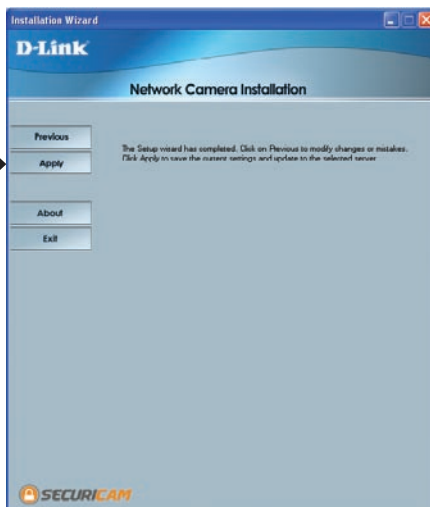 Installation Wizard
D-Link
Network Camera Installation
Previous
Apply
The Setup wizard has completed. Click on Previous to modify changes or mistakes.
Click Apply to save the current settings and update to the selected server.
About
Exit
SECURICAM